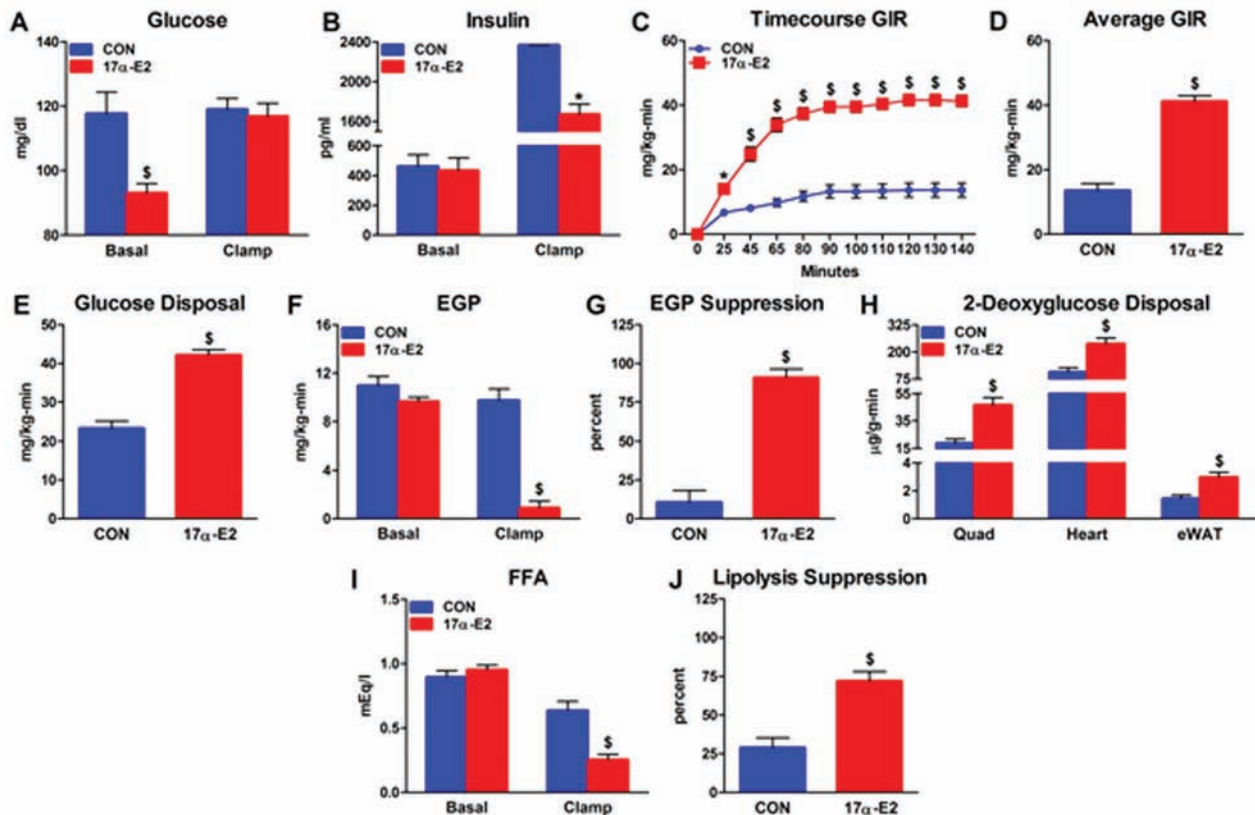 A Glucose
CON
17α-E2
mg/dl
120
100
80
$
Basal Clamp
B Insulin
CON
17α-E2
pg/ml
2400
1600
600
400
200
0
*
Basal Clamp
C Timecourse GIR
CON
17α-E2
mg/kg-min
60
40
20
0
* $ $ $ $ $ $ $ $ $
0 25 45 65 80 90 100 110 120 130 140
Minutes
D Average GIR
mg/kg-min
60
40
20
0
$
CON 17α-E2
E Glucose Disposal
mg/kg-min
50
40
30
20
10
0
$
CON 17α-E2
F EGP
CON
17α-E2
mg/kg-min
16
12
8
4
0
$
Basal Clamp
G EGP Suppression
percent
125
100
75
50
25
0
$
CON 17α-E2
H 2-Deoxyglucose Disposal
CON
17α-E2
µg/g-min
325
200
75
55
35
15
4
2
0
$ $ $
Quad Heart eWAT
I FFA
CON
17α-E2
mEq/l
1.5
1.0
0.5
0.0
$
Basal Clamp
J Lipolysis Suppression
percent
125
100
75
50
25
0
$
CON 17α-E2